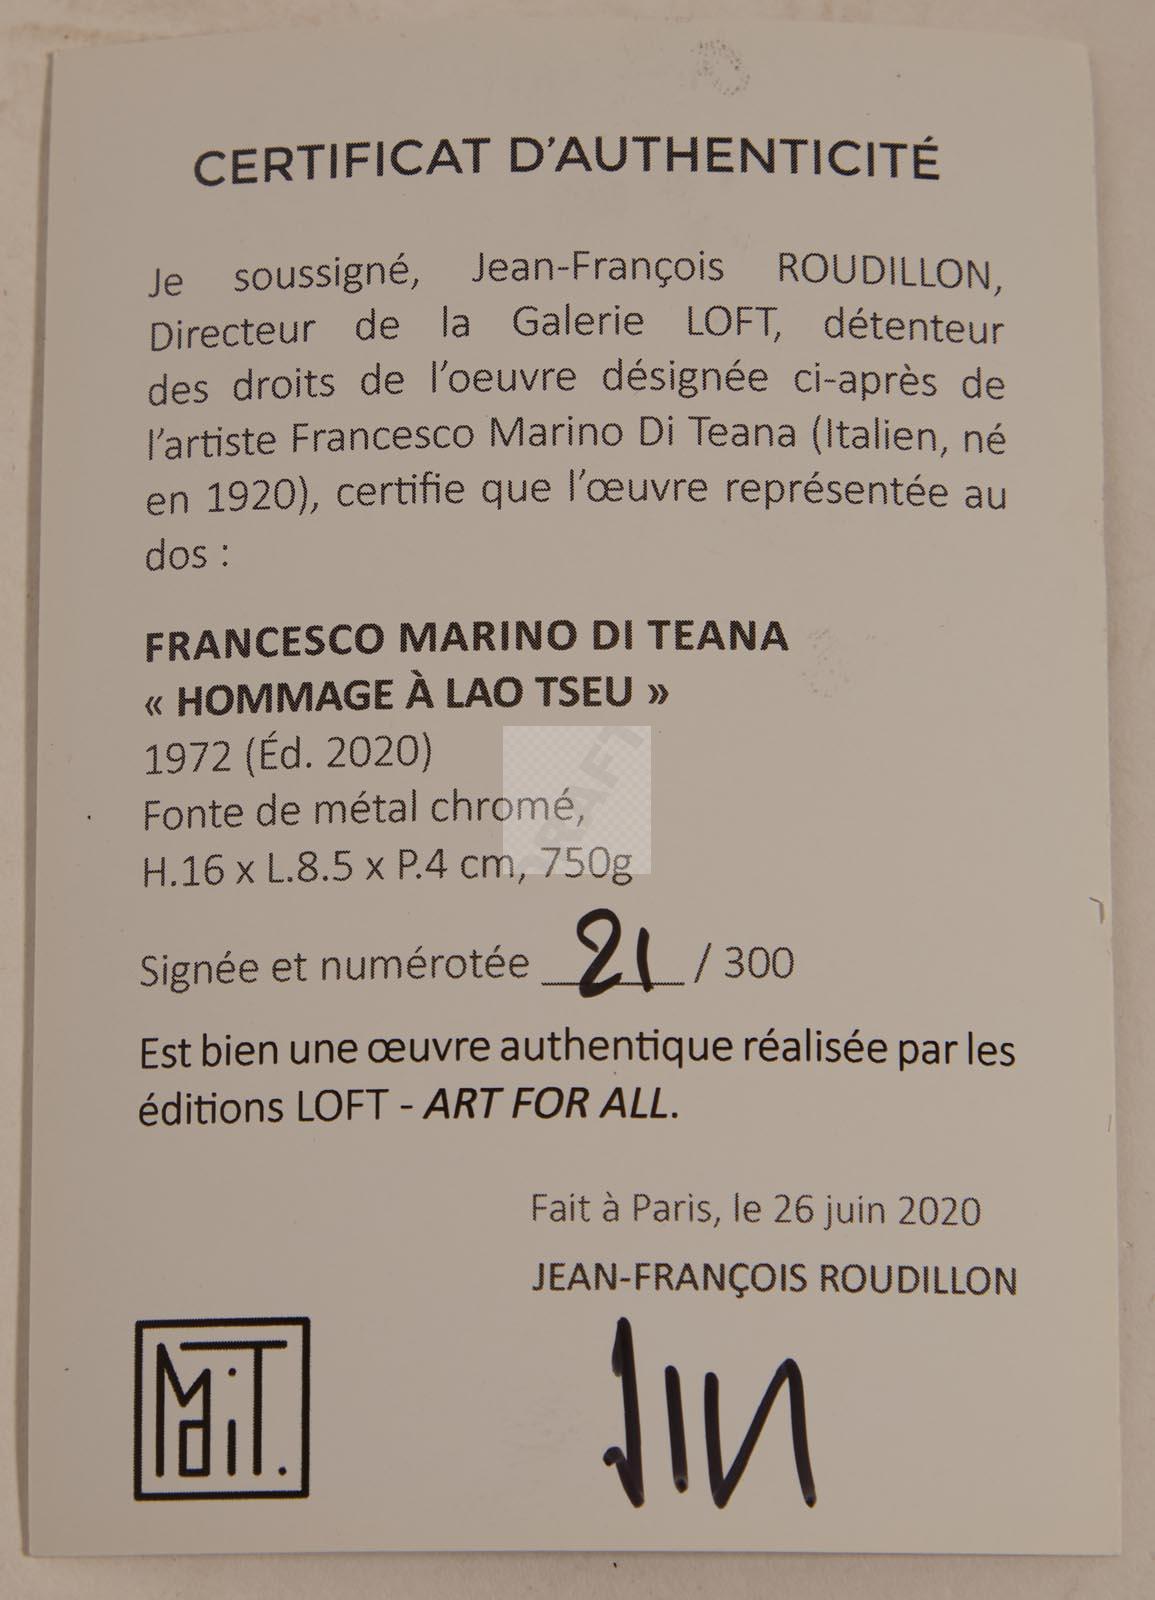 CERTIFICAT D'AUTHENTICITÉ
Je soussigné, Jean-François ROUDILLON,
Directeur de la Galerie LOFT, détenteur
des droits de l'oeuvre désignée ci-après de
l'artiste Francesco Marino Di Teana (Italien, né
en 1920), certifie que l'œuvre représentée au
dos :
FRANCESCO MARINO DI TEANA
« HOMMAGE À LAO TSEU »
1972 (Éd. 2020)
Fonte de métal chromé,
H.16 x L.8.5 x P.4 cm, 750g
DRAFT
Signée et numérotée 21 / 300
Est bien une œuvre authentique réalisée par les
éditions LOFT - ART FOR ALL.
Fait à Paris, le 26 juin 2020
JEAN-FRANÇOIS ROUDILLON